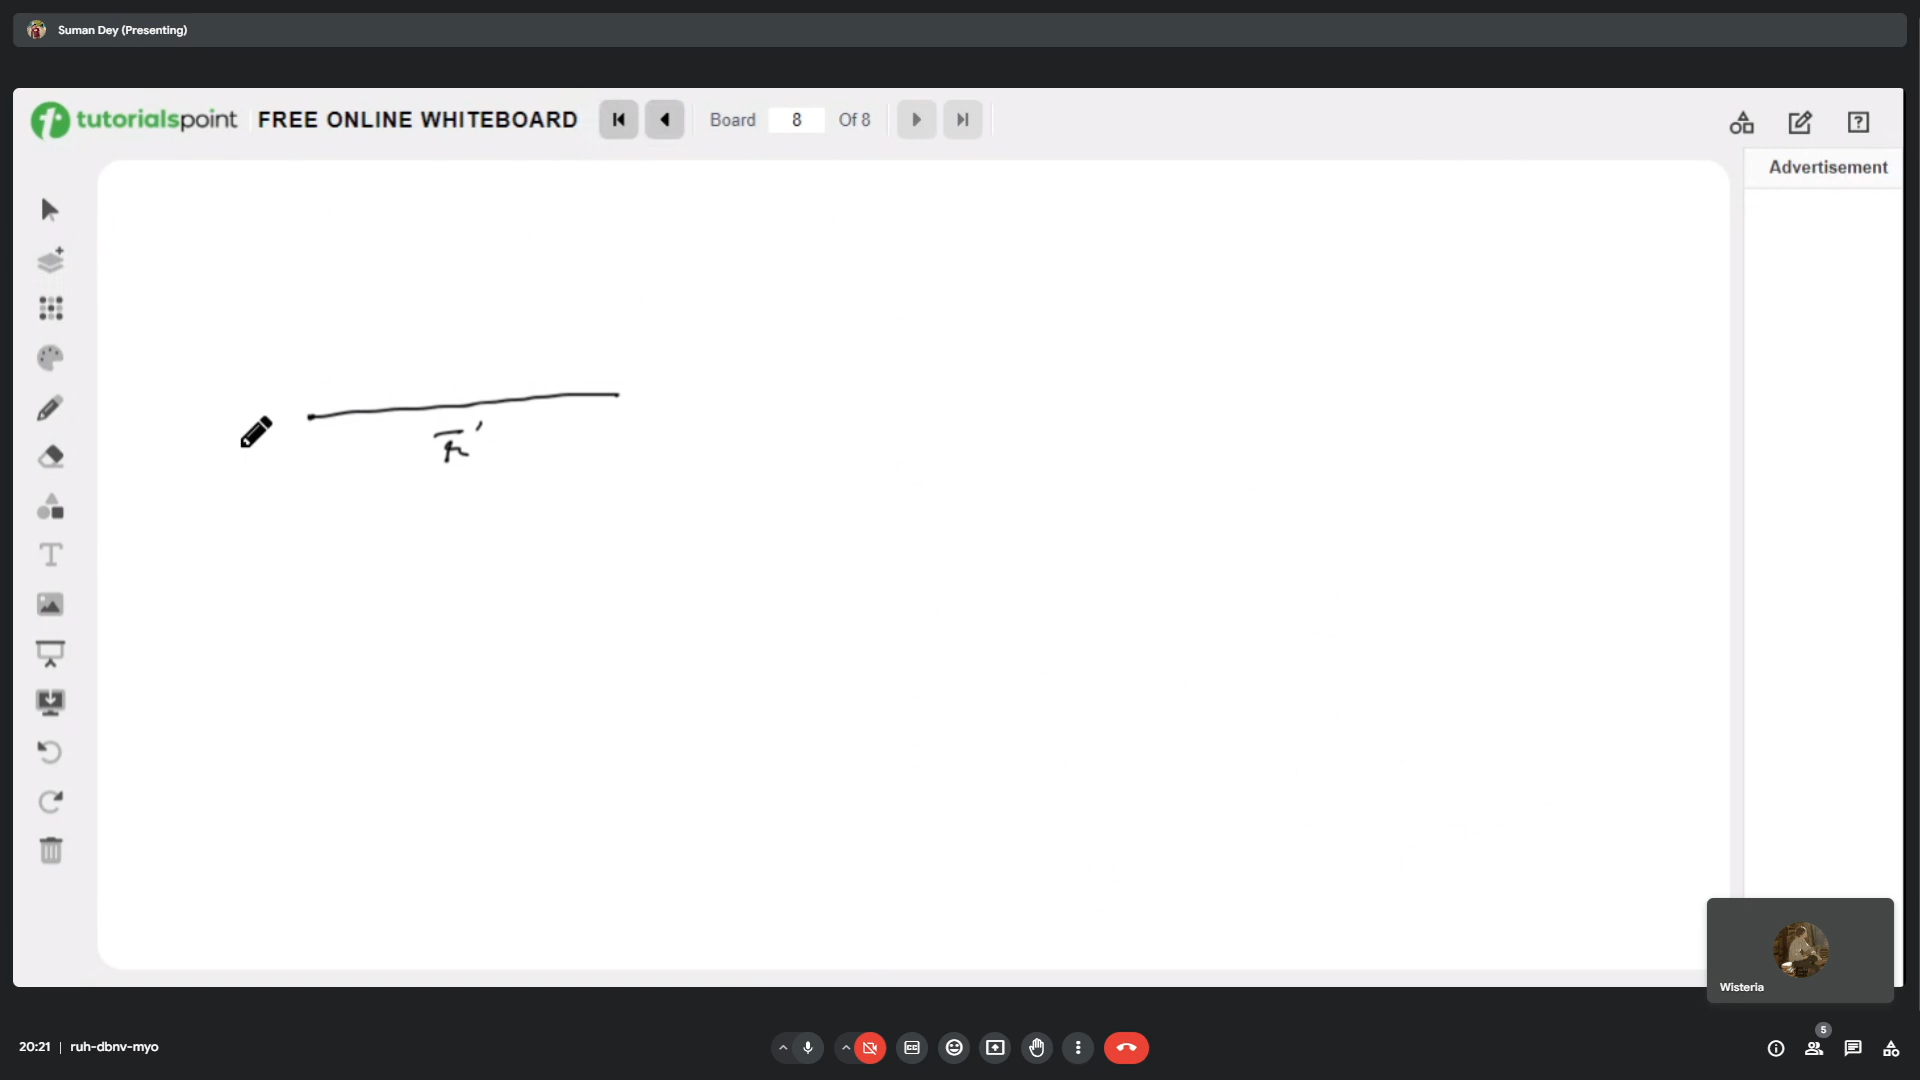 Suman Dey (Presenting)
tutorialspoint FREE ONLINE WHITEBOARD Board 8 Of 8
Advertisement
Wisteria
20:21 | ruh-dbnv-myo
5